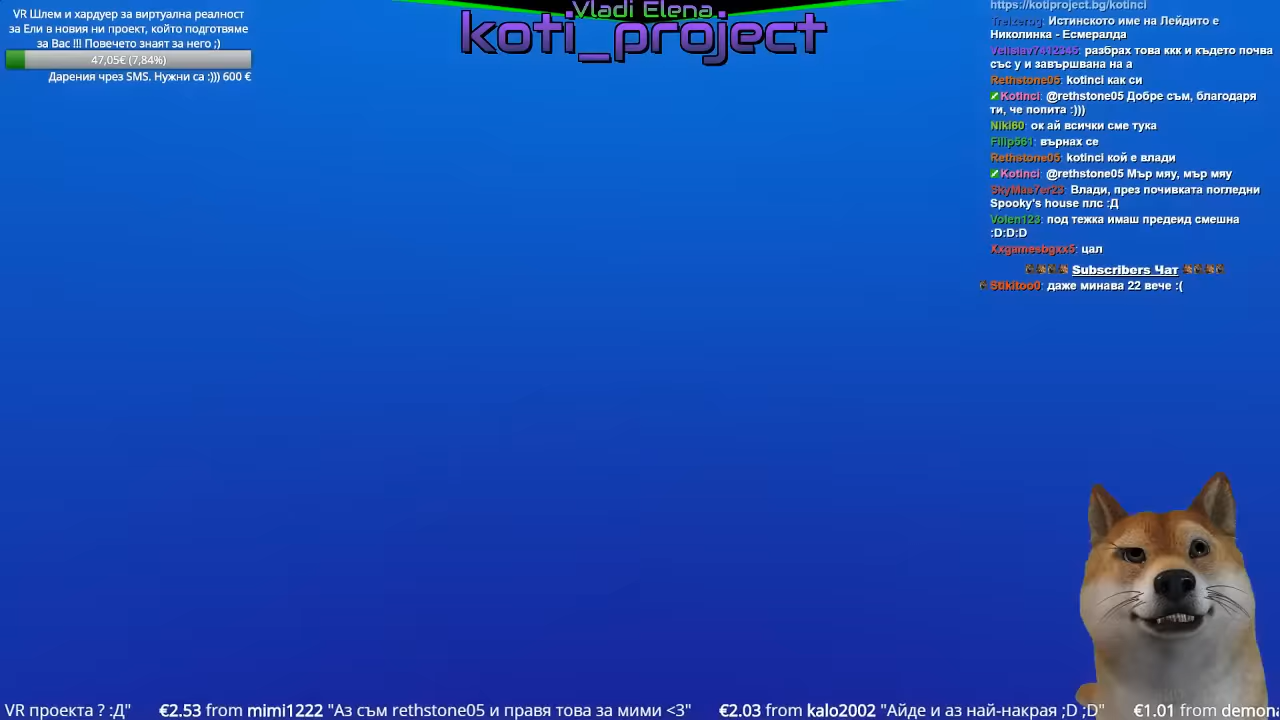 VR Шлем и хардуер за виртуална реалност
за Ели в новия ни проект, който подготвяме
за Вас !!! Повечето знаят за него ;)
47,05€ (7,84%)
Дарения чрез SMS. Нужни са :))) 600 €
Vladi Elena
koti_project
https://kotiproject.bg/kotinci
Trelzerag: Истинското име на Лейдито е
Николинка - Есмералда
Velislav7412345: разбрах това ккк и където почва
със у и завършвана на а
Rethstone05: kotinci как си
Kotinci: @rethstone05 Добре съм, благодаря
ти, че попита :)))
Niki60: ок ай всички сме тука
Filip561: върнах се
Rethstone05: kotinci кой е влади
Kotinci: @rethstone05 Мър мяу, мър мяу
SkyMas7er23: Влади, през почивката погледни
Spooky's house плс :Д
Volen123: под тежка имаш предеид смешна
:D:D:D
Xxgamesbgxx5: цал
Subscribers Чат
Stikitoo0: даже минава 22 вече :(
VR проекта ? :Д" €2.53 from mimi1222 "Аз съм rethstone05 и правя това за мими <3" €2.03 from kalo2002 "Айде и аз най-накрая ;D ;D" €1.01 from demona